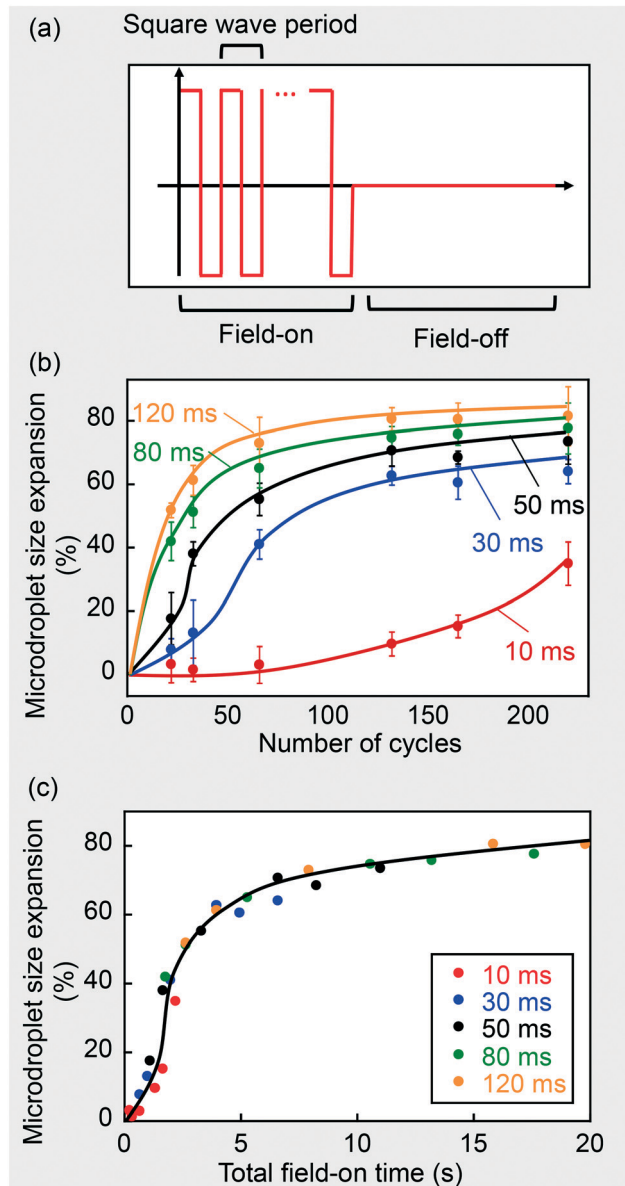 (a)
Square wave period
...
Field-on
Field-off
(b)
Microdroplet size expansion
(%)
80
60
40
20
0
120 ms
80 ms
50 ms
30 ms
10 ms
0
50
100
150
200
Number of cycles
(c)
Microdroplet size expansion
(%)
80
60
40
20
0
10 ms
30 ms
50 ms
80 ms
120 ms
0
5
10
15
20
Total field-on time (s)